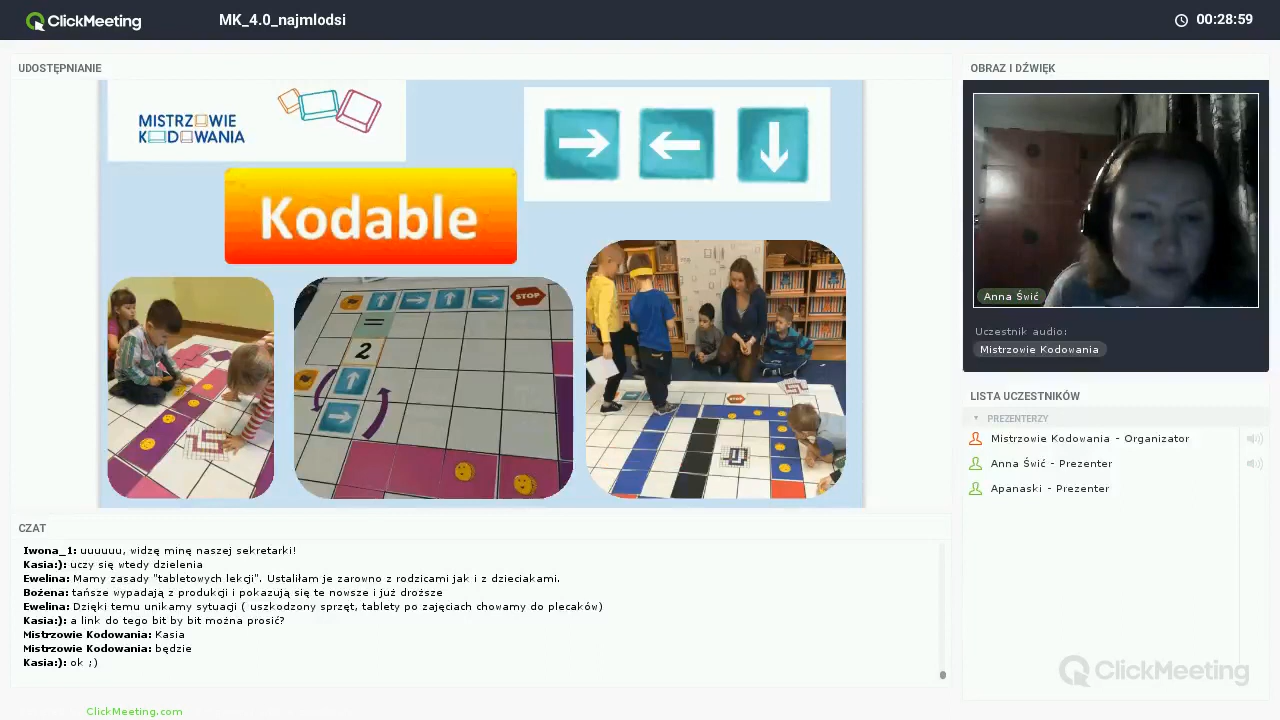 ClickMeeting
MK_4.0_najmlodsi
00:28:59
UDOSTĘPNIANIE
MISTRZOWIE
KODOWANIA
Kodable
STOP
=
2
STOP
OBRAZ I DŹWIĘK
Anna Świć
Uczestnik audio:
Mistrzowie Kodowania
LISTA UCZESTNIKÓW
PREZENTERZY
Mistrzowie Kodowania - Organizator
Anna Świć - Prezenter
Apanaski - Prezenter
CZAT
Iwona_1: uuuuuu, widzę minę naszej sekretarki!
Kasia:): uczy się wtedy dzielenia
Ewelina: Mamy zasady "tabletowych lekcji". Ustaliłam je zarowno z rodzicami jak i z dzieciakami.
Bożena: tańsze wypadają z produkcji i pokazują się te nowsze i już droższe
Ewelina: Dzięki temu unikamy sytuacji ( uszkodzony sprzęt, tablety po zajęciach chowamy do plecaków)
Kasia:): a link do tego bit by bit można prosić?
Mistrzowie Kodowania: Kasia
Mistrzowie Kodowania: będzie
Kasia:): ok ;)
ClickMeeting
ClickMeeting.com